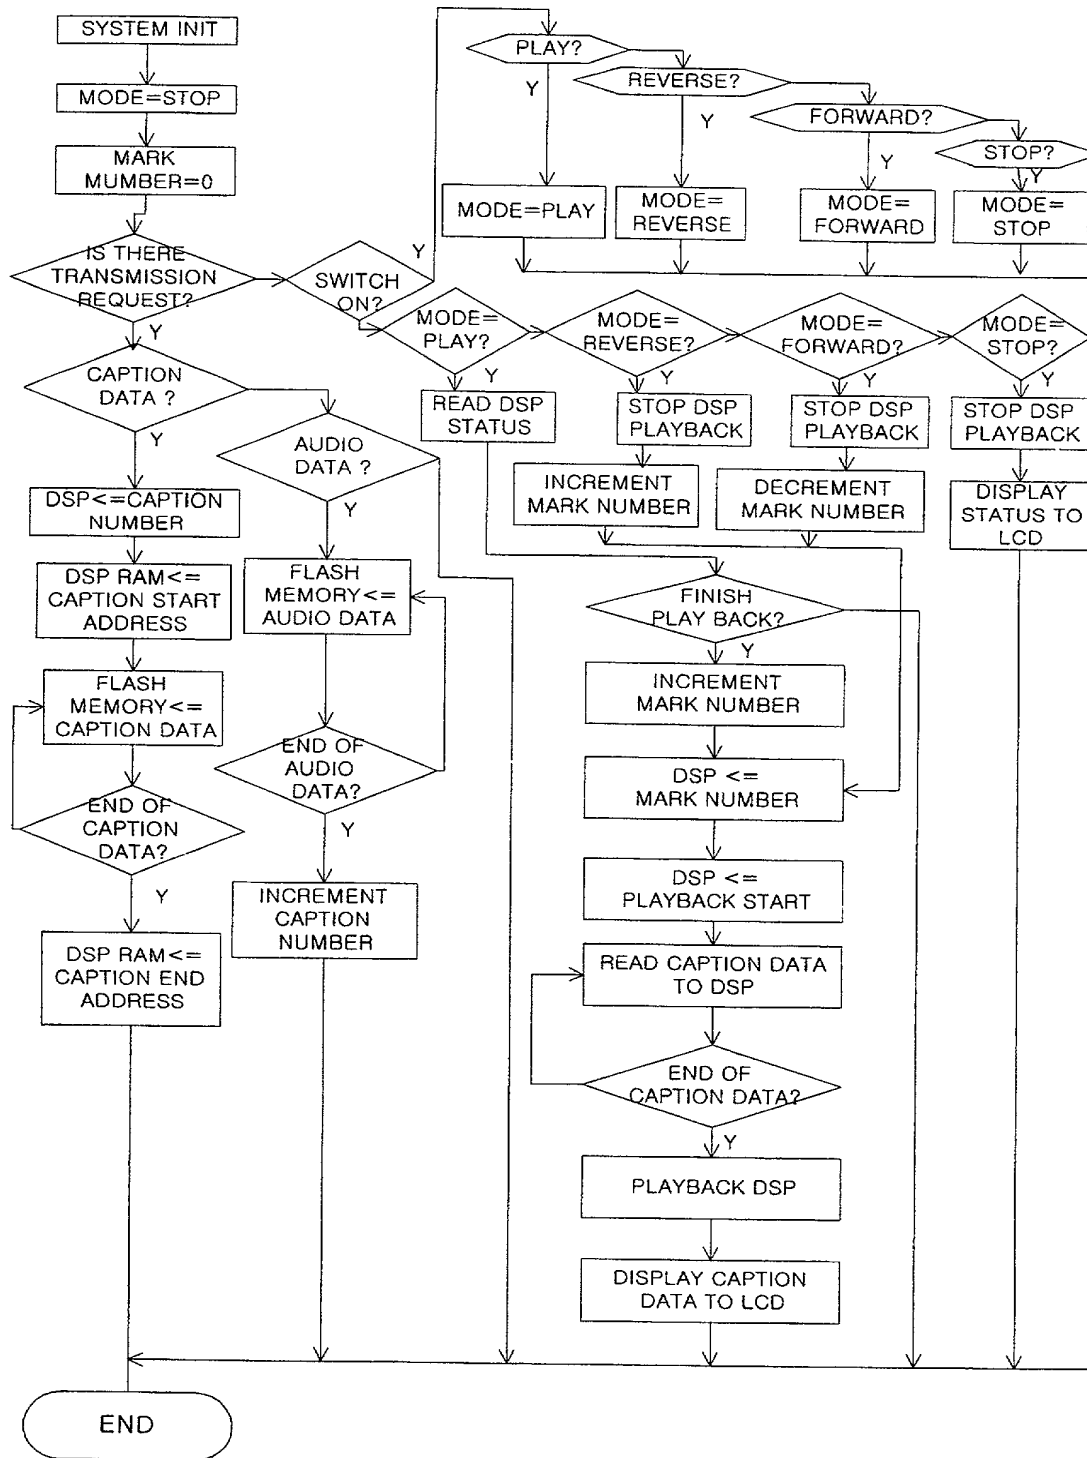 SYSTEM INIT
MODE=STOP
MARK
MUMBER=0
IS THERE
TRANSMISSION
REQUEST?
Y
SWITCH
ON?
Y
PLAY?
Y
REVERSE?
Y
FORWARD?
Y
STOP?
Y
MODE=PLAY
MODE=
REVERSE
MODE=
FORWARD
MODE=
STOP
MODE=
PLAY?
Y
MODE=
REVERSE?
Y
MODE=
FORWARD?
Y
MODE=
STOP?
Y
CAPTION
DATA ?
Y
AUDIO
DATA ?
Y
READ DSP
STATUS
STOP DSP
PLAYBACK
STOP DSP
PLAYBACK
STOP DSP
PLAYBACK
INCREMENT
MARK NUMBER
DECREMENT
MARK NUMBER
DISPLAY
STATUS TO
LCD
DSP<=CAPTION
NUMBER
DSP RAM<=
CAPTION START
ADDRESS
FLASH
MEMORY<=
CAPTION DATA
END OF
CAPTION
DATA?
Y
DSP RAM<=
CAPTION END
ADDRESS
FLASH
MEMORY<=
AUDIO DATA
END OF
AUDIO
DATA?
Y
INCREMENT
CAPTION
NUMBER
FINISH
PLAY BACK?
Y
INCREMENT
MARK NUMBER
DSP <=
MARK NUMBER
DSP <=
PLAYBACK START
READ CAPTION DATA
TO DSP
END OF
CAPTION DATA?
Y
PLAYBACK DSP
DISPLAY CAPTION
DATA TO LCD
END